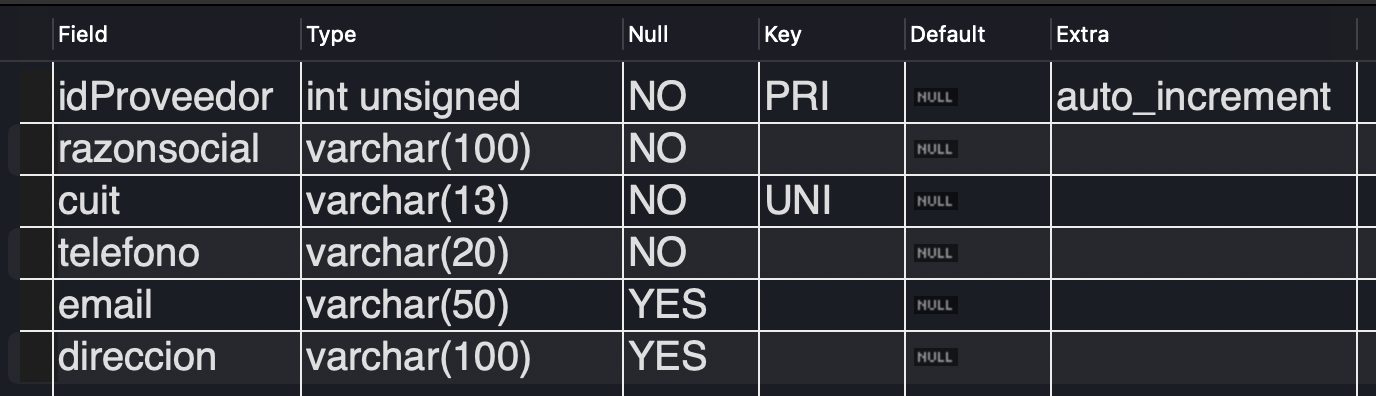 Field Type Null Key Default Extra
idProveedor int unsigned NO PRI NULL auto_increment
razonsocial varchar(100) NO NULL
cuit varchar(13) NO UNI NULL
telefono varchar(20) NO NULL
email varchar(50) YES NULL
direccion varchar(100) YES NULL